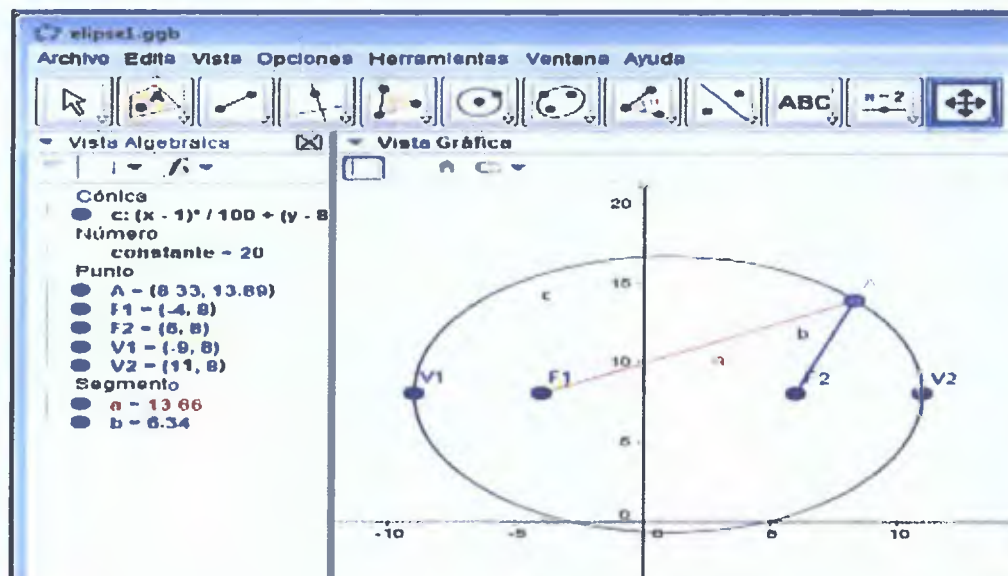 elipse1.ggb
Archivo Edita Vista Opciones Herramientas Ventana Ayuda
ABC
Vista Algebraica
Vista Gráfica
Cónica
c: (x - 1)² / 100 + (y - 8
Número
constante = 20
Punto
A = (8.33, 13.89)
F1 = (-4, 8)
F2 = (6, 8)
V1 = (-9, 8)
V2 = (11, 8)
Segmento
a = 13.66
b = 6.34
20
15
10
5
0
-10
-5
0
5
10
c
A
b
a
V1
F1
F2
V2